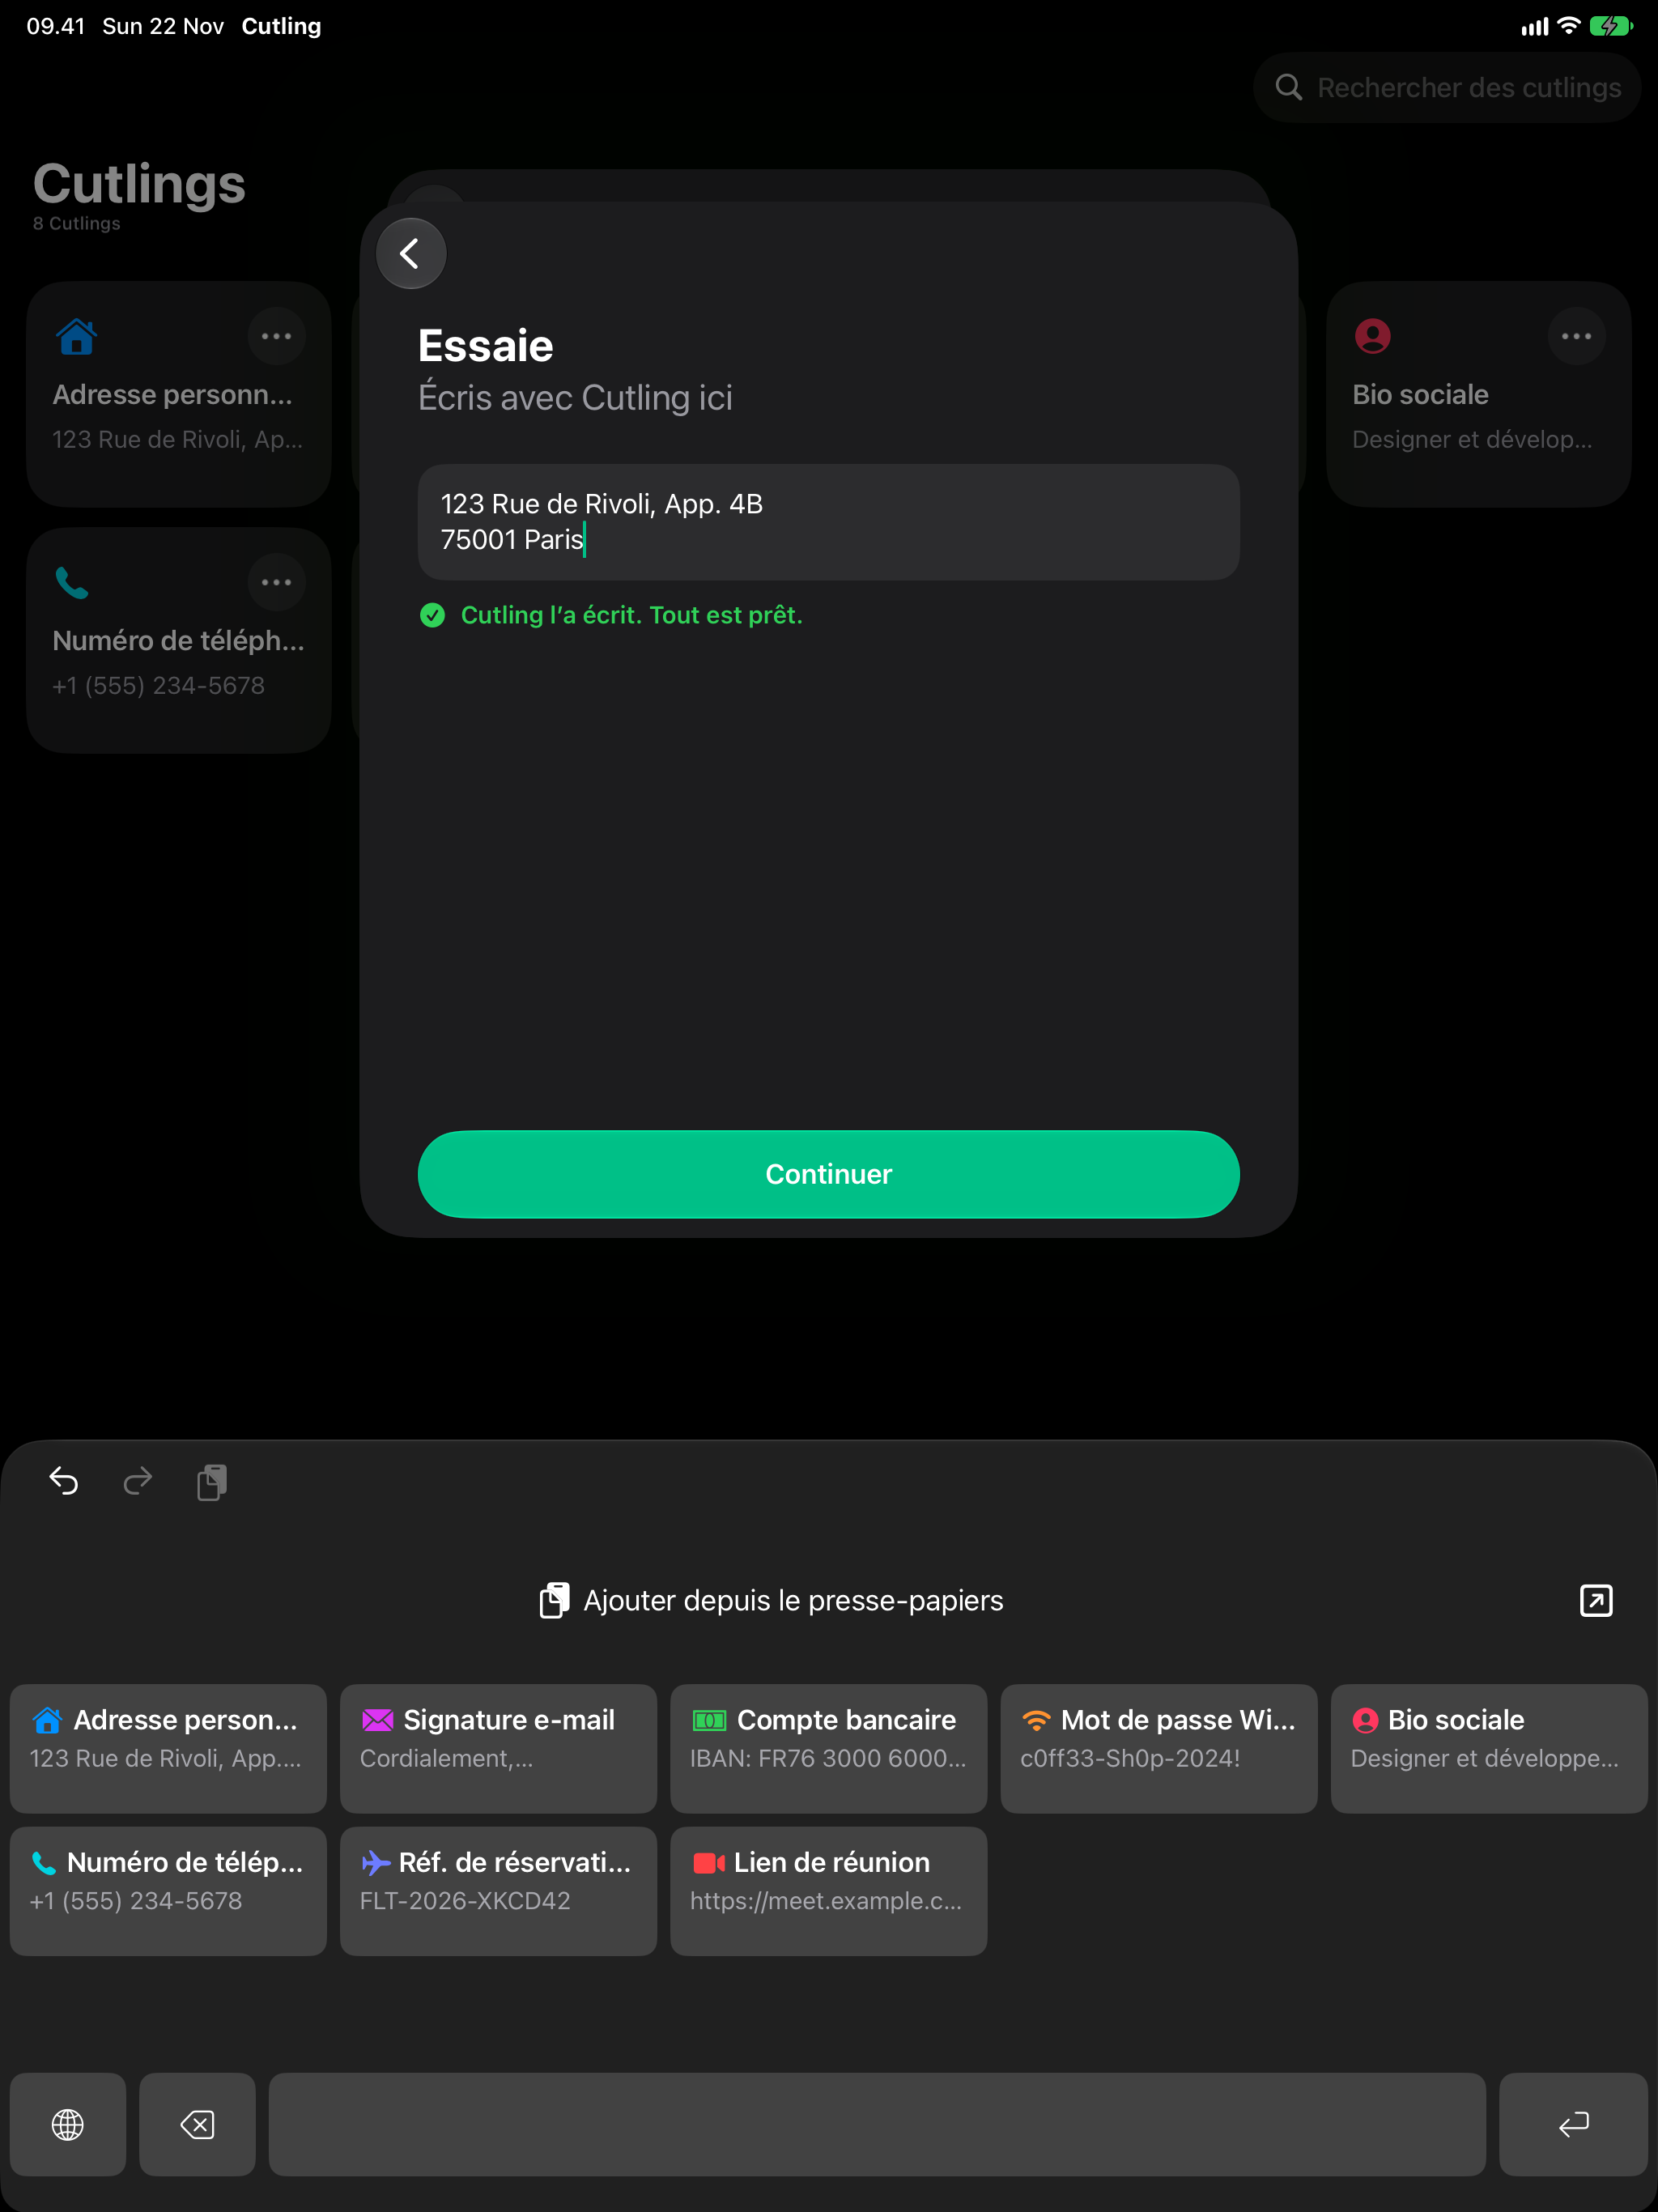 09.41 Sun 22 Nov Cutling
Rechercher des cutlings
Cutlings
8 Cutlings
Adresse personn...
123 Rue de Rivoli, Ap...
Bio sociale
Designer et dévelop...
Numéro de téléph...
+1 (555) 234-5678
Essaie
Écris avec Cutling ici
123 Rue de Rivoli, App. 4B
75001 Paris
Cutling l’a écrit. Tout est prêt.
Continuer
Ajouter depuis le presse-papiers
Adresse person...
123 Rue de Rivoli, App....
Signature e-mail
Cordialement,...
Compte bancaire
IBAN: FR76 3000 6000...
Mot de passe Wi...
c0ff33-Sh0p-2024!
Bio sociale
Designer et développe...
Numéro de télép...
+1 (555) 234-5678
Réf. de réservati...
FLT-2026-XKCD42
Lien de réunion
https://meet.example.c...